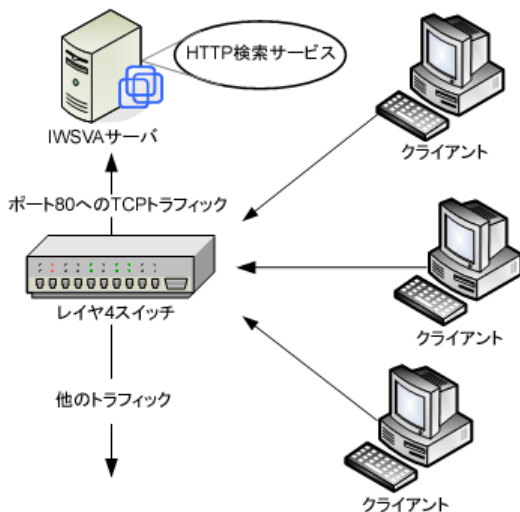 HTTP検索サービス
IWSVAサーバ
クライアント
ポート80へのTCPトラフィック
レイヤ4スイッチ
クライアント
他のトラフィック
クライアント